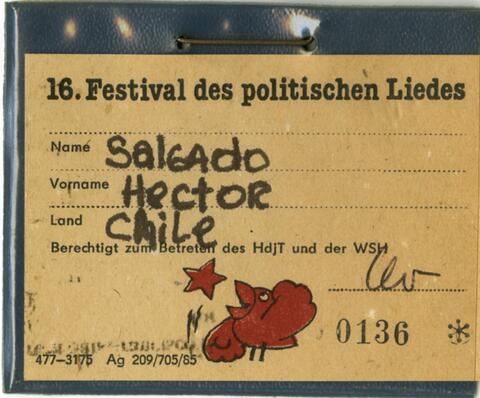 16. Festival des politischen Liedes
Name Salgado
Vorname Hector
Land Chile
Berechtigt zum Betreten des HdjT und der WSH
0136 *
477-3175 Ag 209/705/85